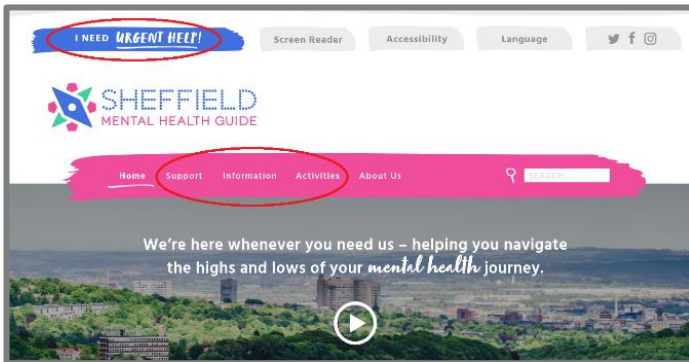 I NEED URGENT HELP!
Screen Reader
Accessibility
Language
SHEFFIELD
MENTAL HEALTH GUIDE
Home
Support
Information
Activities
About Us
SEARCH...
We're here whenever you need us – helping you navigate
the highs and lows of your mental health journey.